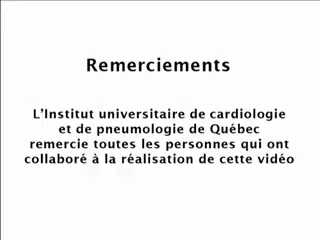 Remerciements
L'Institut universitaire de cardiologie
et de pneumologie de Québec
remercie toutes les personnes qui ont
collaboré à la réalisation de cette vidéo